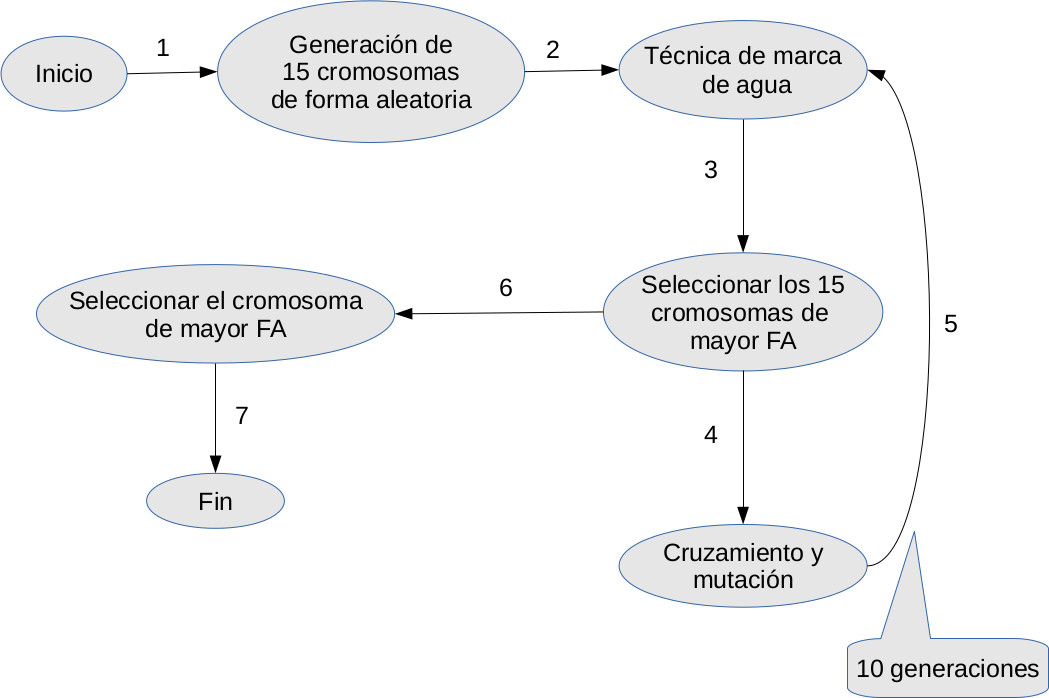 Inicio
1
Generación de
15 cromosomas
de forma aleatoria
2
Técnica de marca
de agua
3
Seleccionar los 15
cromosomas de
mayor FA
4
Cruzamiento y
mutación
5
10 generaciones
6
Seleccionar el cromosoma
de mayor FA
7
Fin